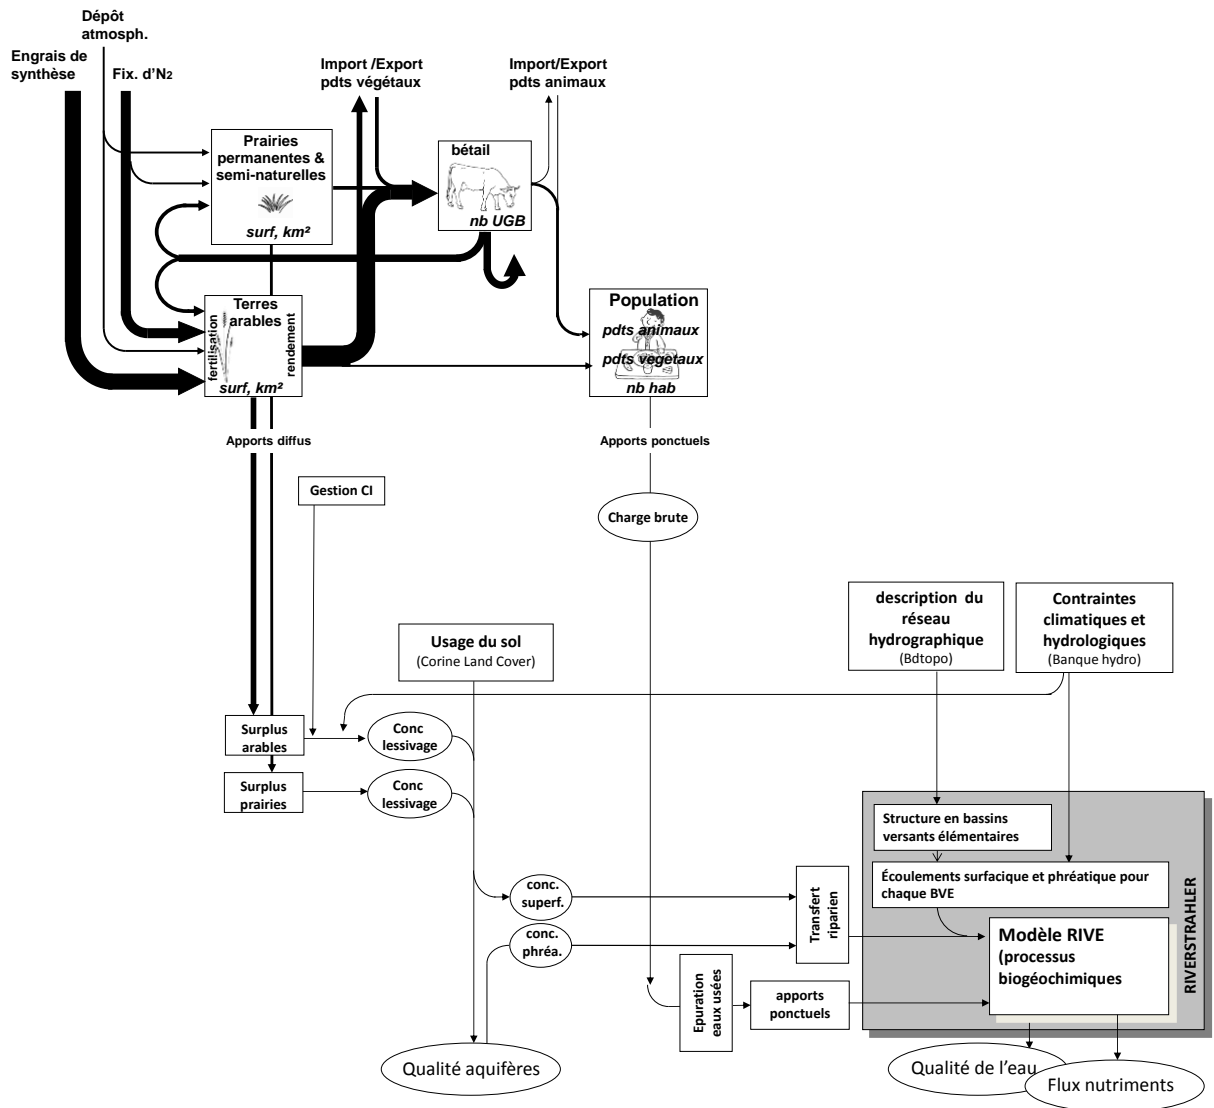 Dépôt
atmosph.
Engrais de
synthèse
Fix. d'N2
Import /Export
pdts végétaux
Import/Export
pdts animaux
Prairies
permanentes &
semi-naturelles
surf, km²
bétail
nb UGB
Terres
arables
fertilisation
rendement
surf, km²
Population
pdts animaux
pdts vegetaux
nb hab
Apports diffus
Apports ponctuels
Gestion CI
Charge brute
description du
réseau
hydrographique
(Bdtopo)
Contraintes
climatiques et
hydrologiques
(Banque hydro)
Usage du sol
(Corine Land Cover)
Surplus
arables
Conc
lessivage
Surplus
prairies
Conc
lessivage
Structure en bassins
versants élémentaires
Écoulements surfacique et phréatique pour
chaque BVE
conc.
superf.
conc.
phréa.
Transfert
riparien
Modèle RIVE
(processus
biogéochimiques
RIVERSTRAHLER
Epuration
eaux usées
apports
ponctuels
Qualité aquifères
Qualité de l'eau
Flux nutriments